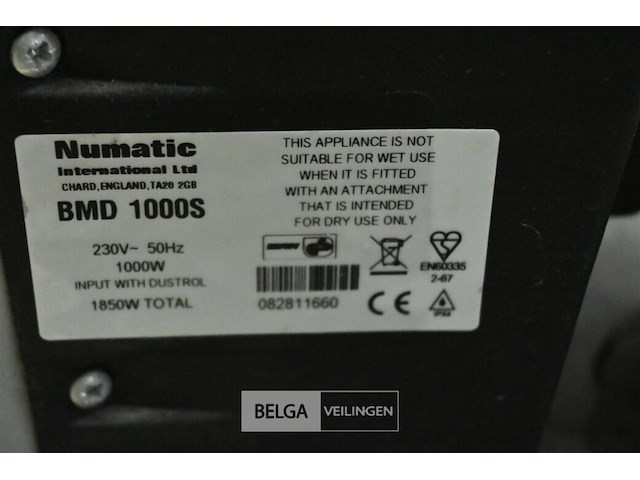 Numatic
International Ltd
CHARD, ENGLAND, TA20 2GB
BMD 1000S
230V~ 50Hz
1000W
INPUT WITH DUSTROL
1850W TOTAL
THIS APPLIANCE IS NOT
SUITABLE FOR WET USE
WHEN IT IS FITTED
WITH AN ATTACHMENT
THAT IS INTENDED
FOR DRY USE ONLY
082811660
EN60335
2-67
CE
BELGA VEILINGEN